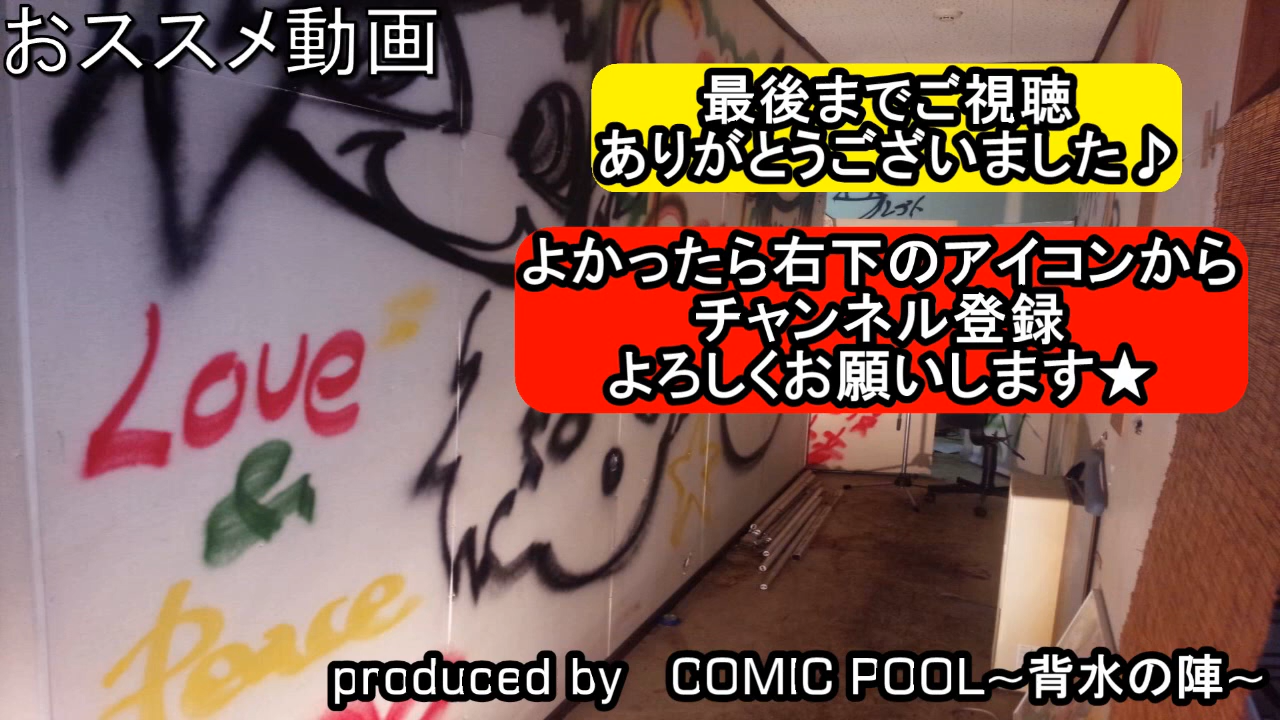 おススメ動画
最後までご視聴
ありがとうございました♪
よかったら右下のアイコンから
チャンネル登録
よろしくお願いします★
Love
&
Peace
produced by COMIC POOL~背水の陣~